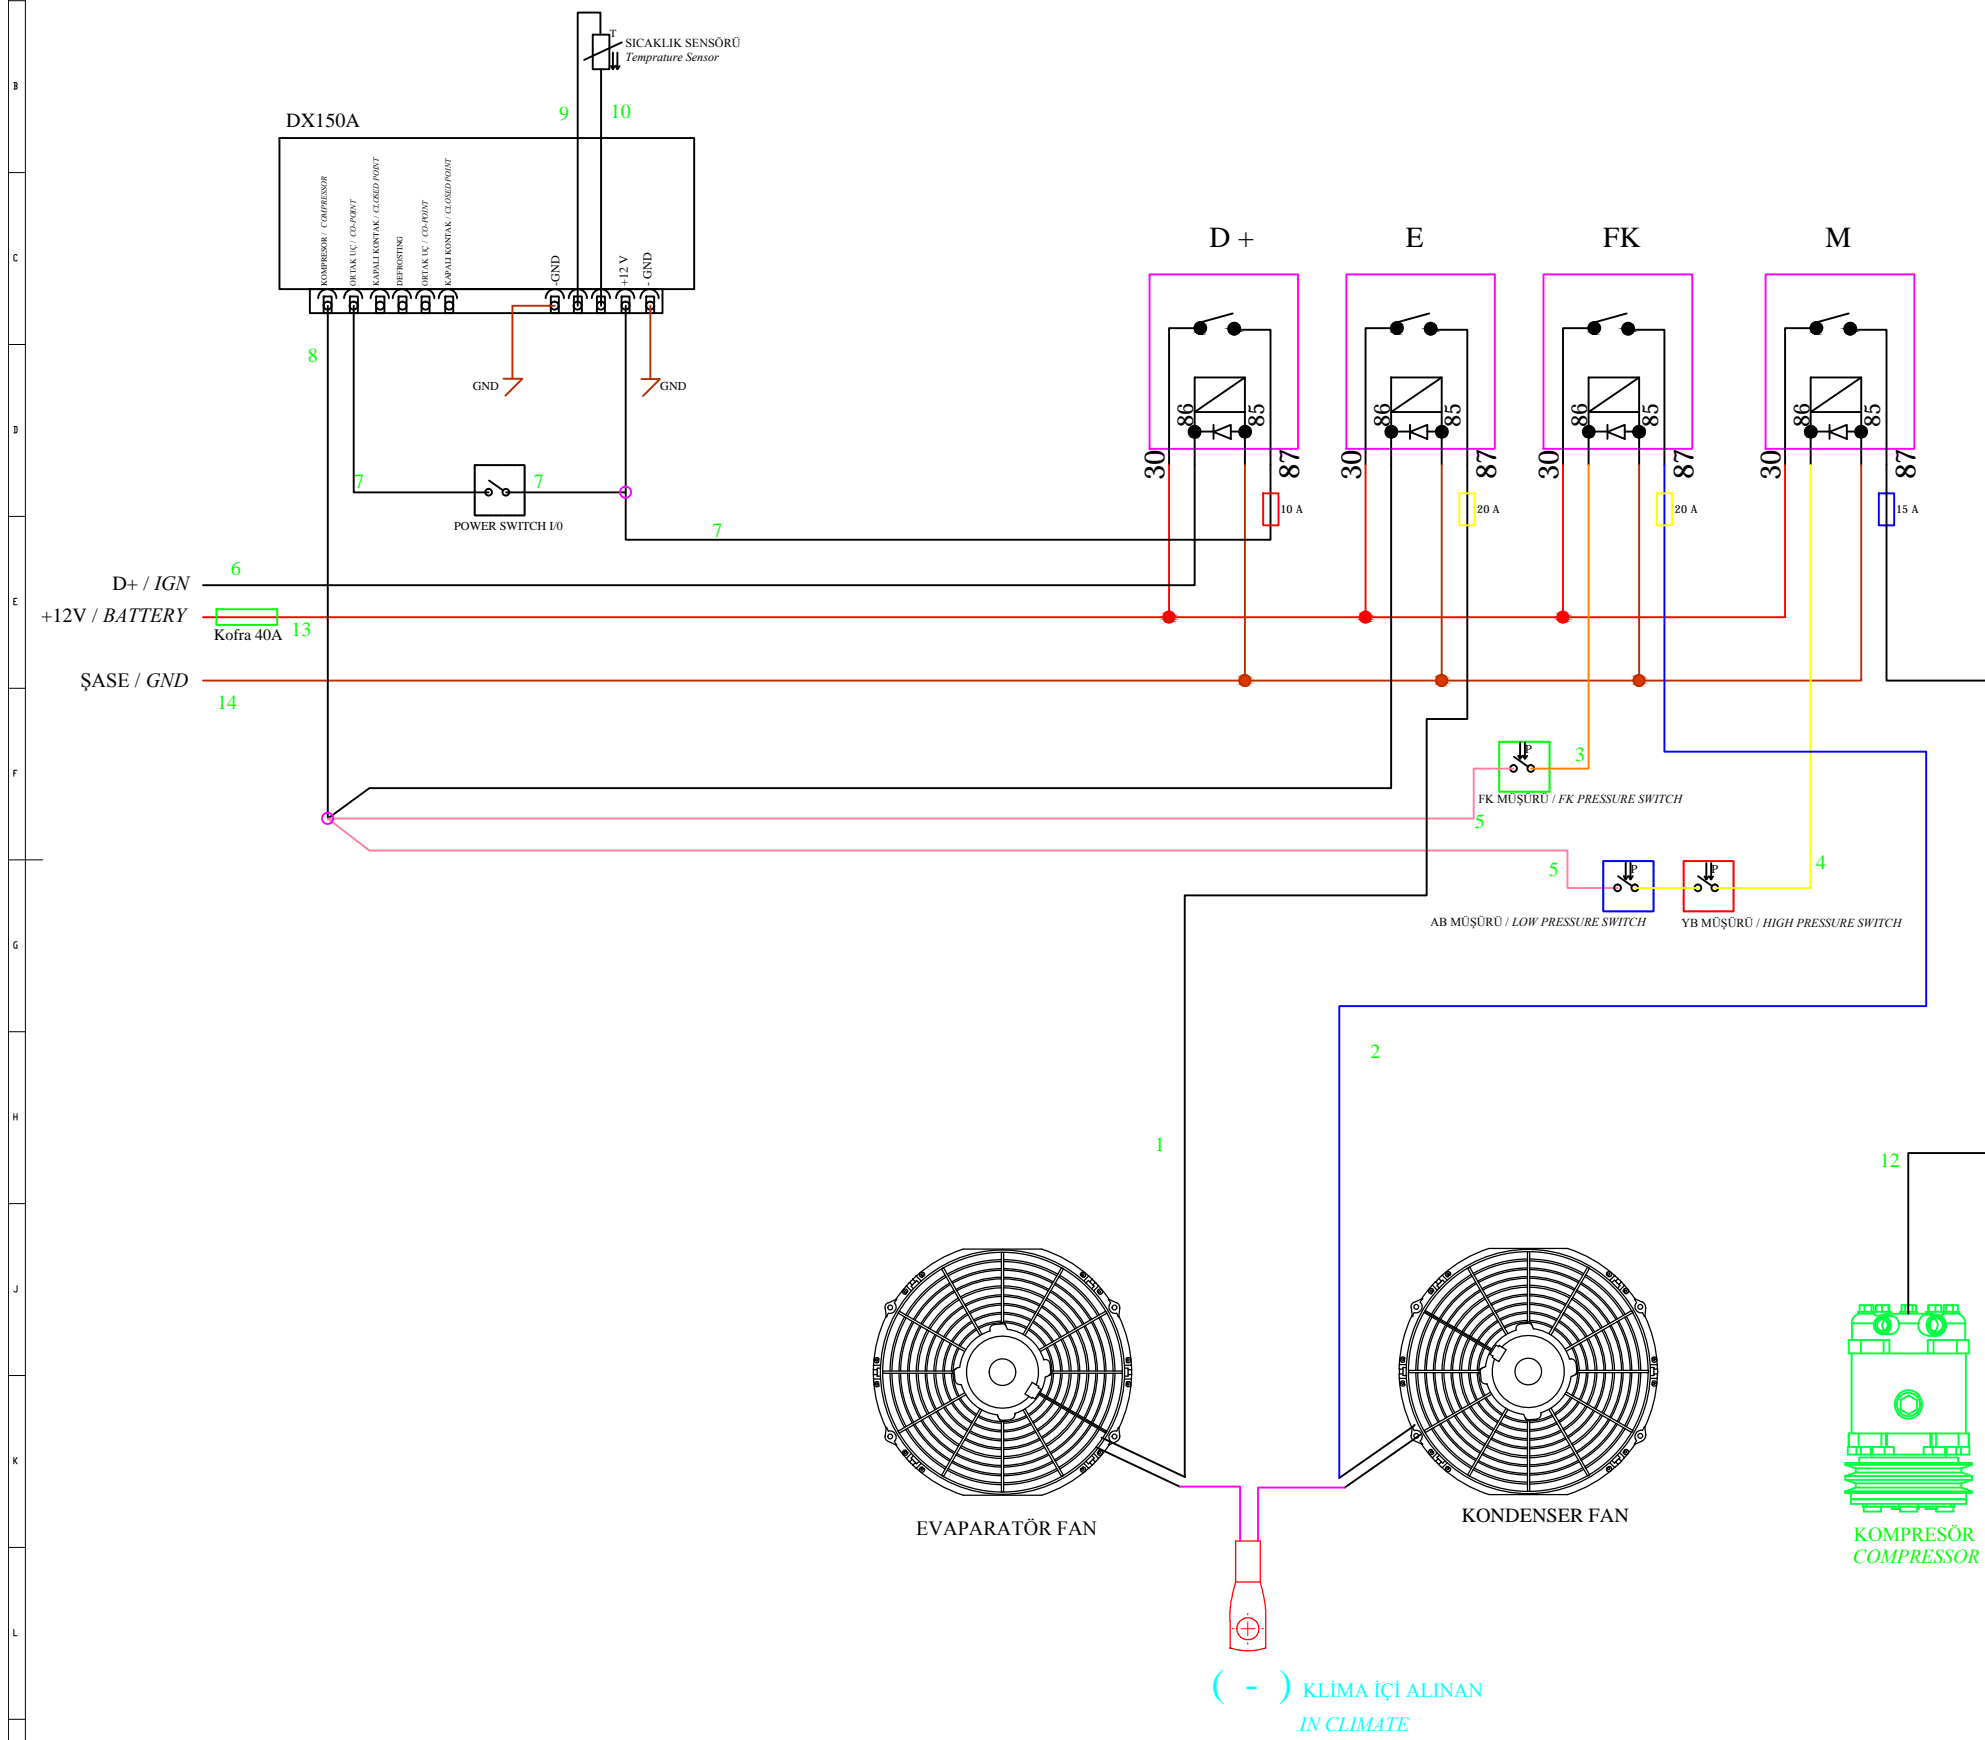 T
SICAKLIK SENSÖRÜ
Temprature Sensor
B
9
10
DX150A
KOMPRESOR / COMPRESSOR
ORTAK UÇ / CO-POINT
KAPALI KONTAK / CLOSED POINT
DEFROSTING
ORTAK UÇ / CO-POINT
KAPALI KONTAK / CLOSED POINT
-GND
+12 V
- GND
C
D +
E
FK
M
8
GND
GND
D
86
85
86
85
86
85
86
85
30
87
30
87
30
87
30
87
7
7
10 A
20 A
20 A
15 A
POWER SWITCH I/0
7
6
D+ / IGN
E
+12V / BATTERY
Kofra 40A
13
ŞASE / GND
14
P
3
F
FK MÜŞÜRÜ / FK PRESSURE SWITCH
5
5
P
P
4
AB MÜŞÜRÜ / LOW PRESSURE SWITCH
YB MÜŞÜRÜ / HIGH PRESSURE SWITCH
G
2
H
1
12
J
K
EVAPARATÖR FAN
KONDENSER FAN
KOMPRESÖR
COMPRESSOR
L
( - ) KLİMA İÇİ ALINAN
IN CLIMATE